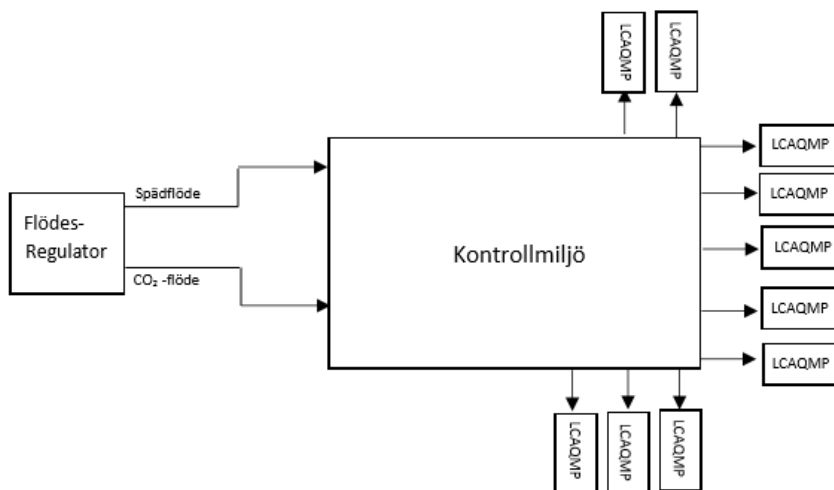 LCAQMP
LCAQMP
LCAQMP
LCAQMP
LCAQMP
LCAQMP
LCAQMP
Spädflöde
Flödes-
Regulator
CO₂ -flöde
Kontrollmiljö
LCAQMP
LCAQMP
LCAQMP